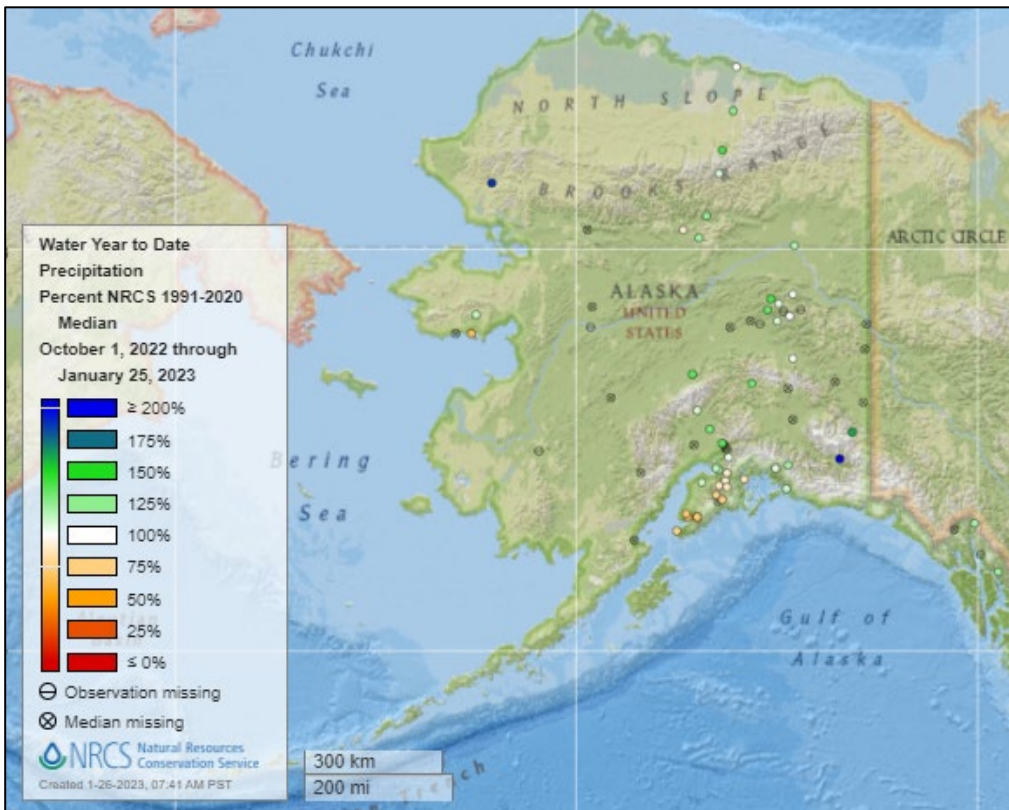 Chukchi
Sea
NORTH SLOPE
BROOKS RANGE
ARCTIC CIRCLE
ALASKA
UNITED
STATES
Bering
Sea
Gulf of
Alaska
Trench
Water Year to Date
Precipitation
Percent NRCS 1991-2020
Median
October 1, 2022 through
January 25, 2023
≥ 200%
175%
150%
125%
100%
75%
50%
25%
≤ 0%
Observation missing
Median missing
NRCS Natural Resources
Conservation Service
Created 1-26-2023, 07:41 AM PST
300 km
200 mi